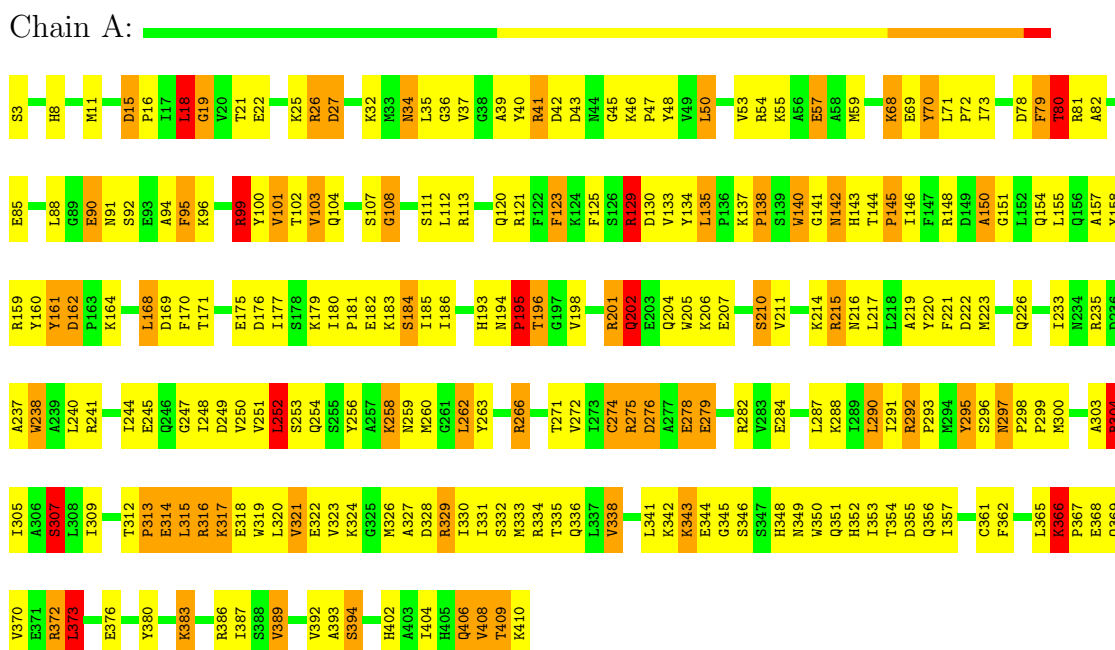 Chain A:
S3 H8 M11 D15 P16 I17 L18 G19 V20 T21 E22 K25 R26 D27 K32 M33 N34 L35 G36 V37 G38 A39 Y40 R41 D42 D43 N44 G45 K46 P47 Y48 V49 L50 V53 R54 K55 A56 E57 A58 M59 K68 E69 Y70 L71 P72 I73 D78 F79 T80 R81 A82
E85 L88 G89 E90 N91 S92 E93 A94 F95 K96 R99 Y100 V101 T102 V103 Q104 S107 G108 S111 L112 R113 Q120 R121 F122 F123 K124 F125 S126 R129 D130 V133 Y134 L135 P136 K137 P138 S139 W140 G141 N142 H143 T144 P145 I146 F147 R148 D149 A150 G151 L152 Q154 L155 Q156 A157 Y158
R159 Y160 Y161 D162 P163 K164 L168 D169 F170 T171 E175 D176 I177 S178 K179 I180 P181 E182 K183 S184 I185 I186 H193 N194 P195 T196 G197 V198 R201 Q202 E203 Q204 W205 K206 E207 S210 V211 K214 R215 N216 L217 L218 A219 Y220 F221 D222 M223 Q226 I233 N234 R235 D236
A237 W238 A239 L240 R241 I244 E245 Q246 G247 I248 D249 V250 V251 L252 S253 Q254 S255 Y256 A257 K258 N259 M260 G261 L262 Y263 R266 T271 V272 I273 C274 R275 D276 A277 E278 E279 R282 V283 E284 L287 K288 I289 L290 I291 R292 P293 M294 Y295 S296 N297 P298 P299 M300 A303 R304
I305 A306 S307 L308 I309 T312 P313 E314 L315 R316 K317 E318 W319 L320 V321 E322 V323 K324 G325 M326 A327 D328 R329 I330 I331 S332 M333 R334 T335 Q336 L337 V338 L341 K342 K343 E344 G345 S346 S347 H348 N349 W350 Q351 H352 I353 T354 D355 Q356 I357 C361 F362 L365 K366 P367 E368 Q369
V370 E371 R372 L373 E376 Y380 K383 R386 I387 S388 V389 V392 A393 S394 H402 A403 I404 H405 Q406 V408 T409 K410